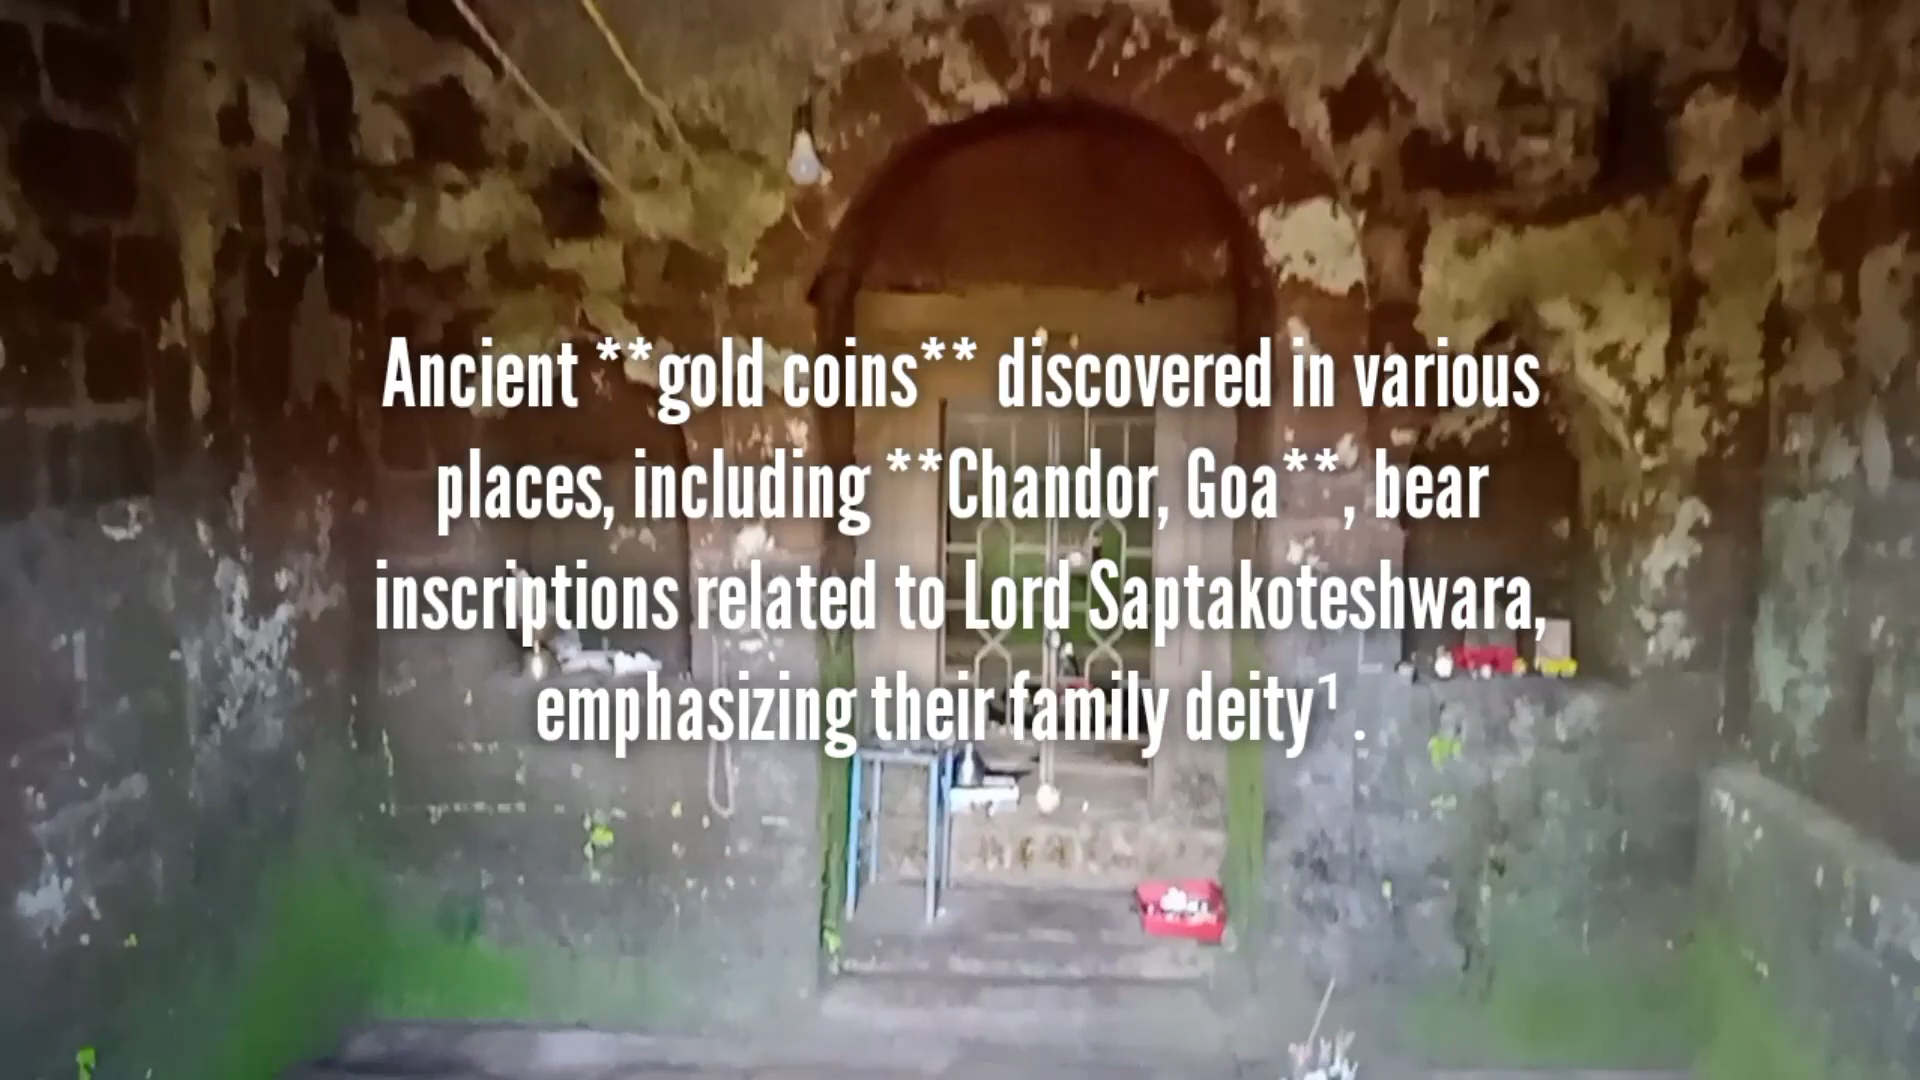 Ancient **gold coins** discovered in various
places, including **Chandor, Goa**, bear
inscriptions related to Lord Saptakoteshwara,
emphasizing their family deity¹.